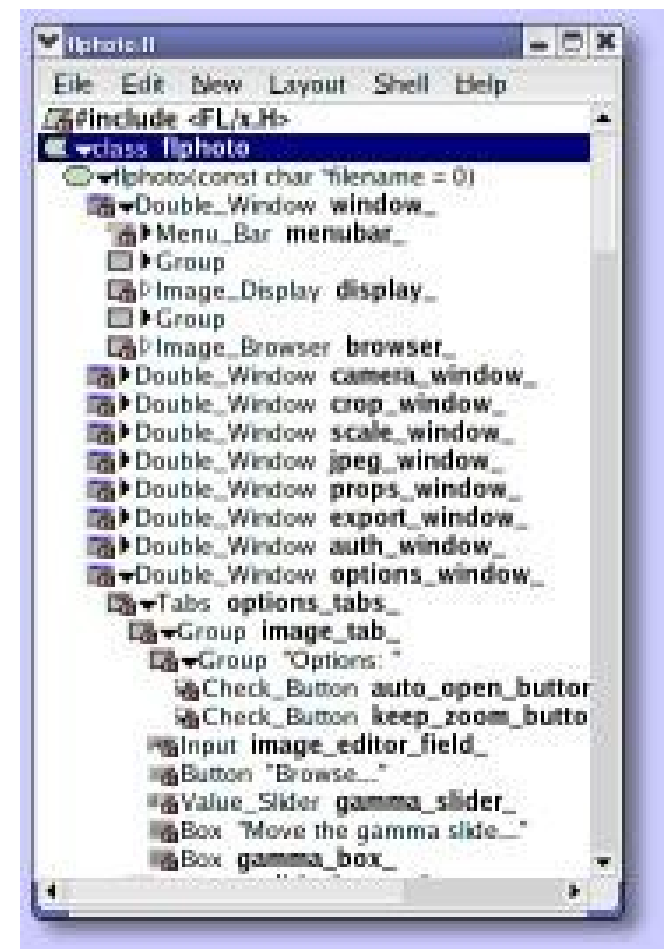 flphoto.fl
File Edit New Layout Shell Help
#include <FL/x.H>
class flphoto
flphoto(const char *filename = 0)
Double_Window window_
Menu_Bar menubar_
Group
Image_Display display_
Group
Image_Browser browser_
Double_Window camera_window_
Double_Window crop_window_
Double_Window scale_window_
Double_Window jpeg_window_
Double_Window props_window_
Double_Window export_window_
Double_Window auth_window_
Double_Window options_window_
Tabs options_tabs_
Group image_tab_
Group "Options: "
Check_Button auto_open_buttor
Check_Button keep_zoom_butto
Input image_editor_field_
Button "Browse..."
Value_Slider gamma_slider_
Box "Move the gamma slide..."
Box gamma_box_